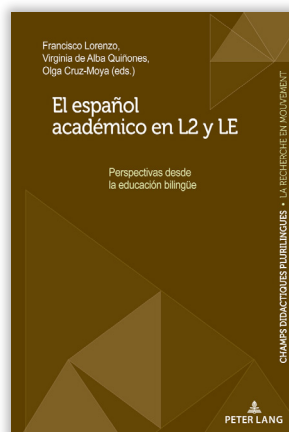 Francisco Lorenzo,
Virginia de Alba Quiñones,
Olga Cruz-Moya (eds.)
El español
académico en L2 y LE
Perspectivas desde
la educación bilingüe
CHAMPS DIDACTIQUES PLURILINGUES • LA RECHERCHE EN MOUVEMENT
PETER LANG